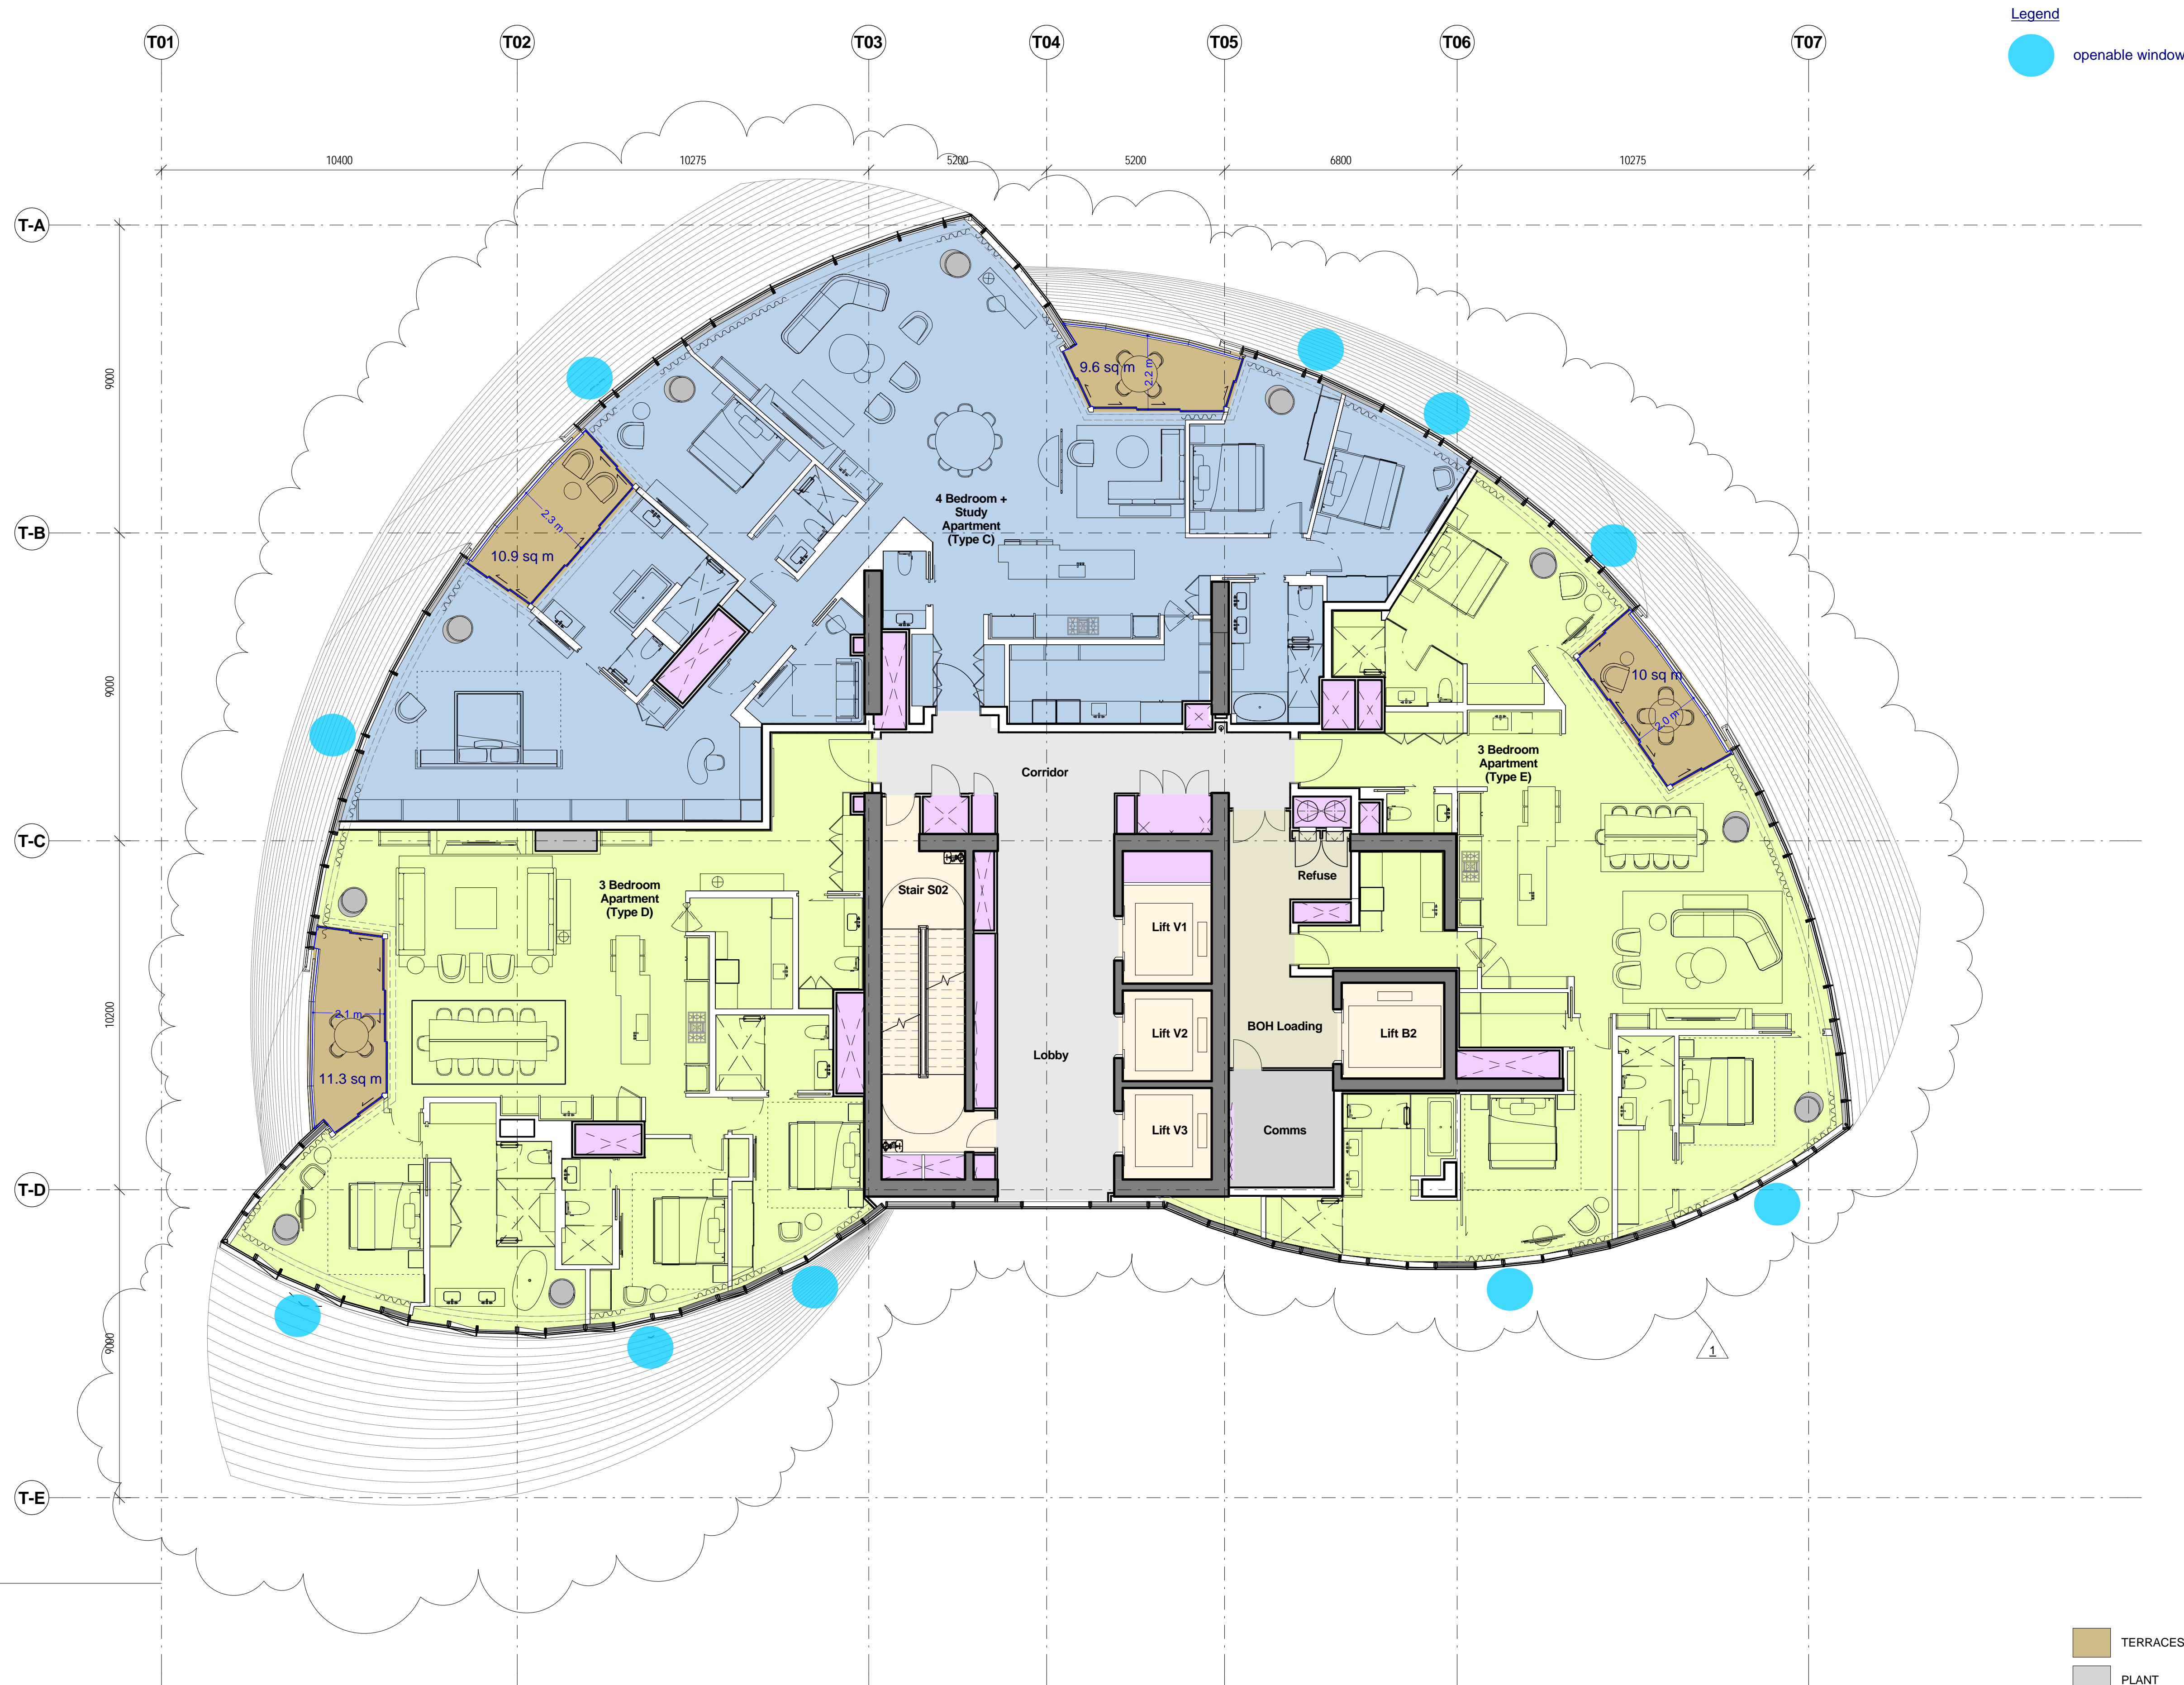 Legend
openable window
T01
T02
T03
T04
T05
T06
T07
10400
10275
5200
5200
6800
10275
T-A
T-B
T-C
T-D
T-E
9000
9000
10200
9000
9.6 sq m
2.2 m
2.3 m
10.9 sq m
4 Bedroom +
Study
Apartment
(Type C)
10 sq m
2.0 m
3 Bedroom
Apartment
(Type E)
Corridor
3 Bedroom
Apartment
(Type D)
Stair S02
Refuse
Lift V1
2.1 m
11.3 sq m
Lift V2
BOH Loading
Lift B2
Lobby
Lift V3
Comms
1
TERRACES
PLANT